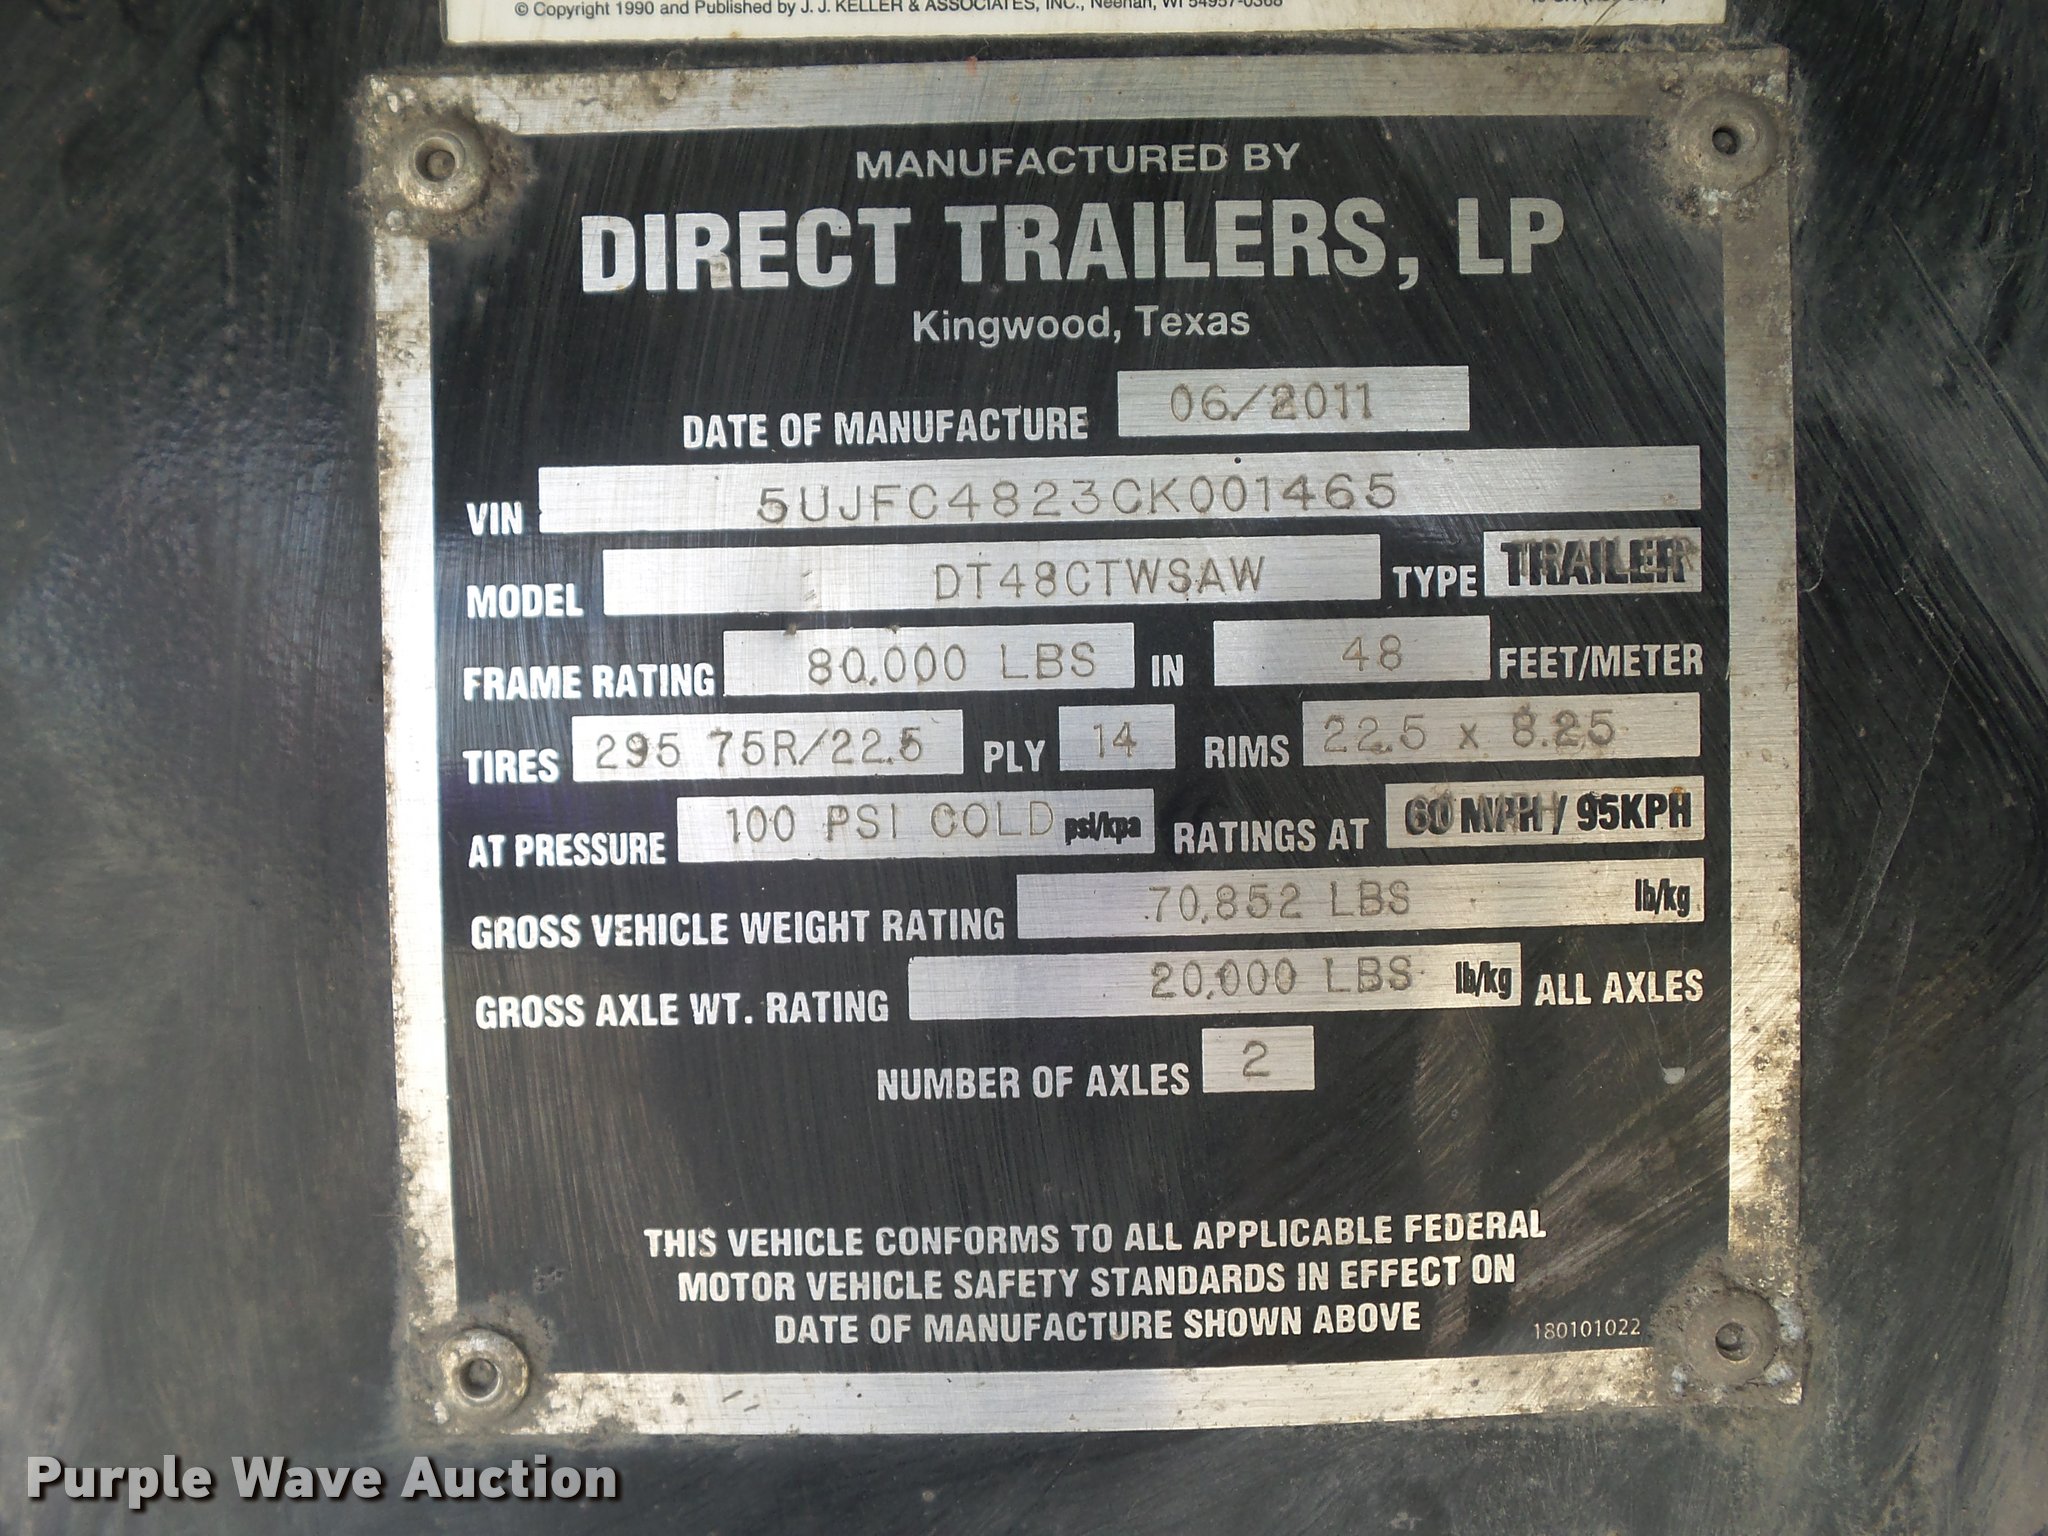 © Copyright 1990 and Published by J. J. KELLER & ASSOCIATES, INC., Neenah, WI 54957-0368
MANUFACTURED BY
DIRECT TRAILERS, LP
Kingwood, Texas
DATE OF MANUFACTURE 06/2011
VIN 5UJFC4823CK001465
MODEL DT48CTWSAW TYPE TRAILER
FRAME RATING 80,000 LBS IN 48 FEET/METER
TIRES 295 75R/22.5 PLY 14 RIMS 22.5 x 8.25
AT PRESSURE 100 PSI COLD psi/kpa RATINGS AT 60 MPH / 95KPH
GROSS VEHICLE WEIGHT RATING 70,852 LBS lb/kg
GROSS AXLE WT. RATING 20,000 LBS lb/kg ALL AXLES
NUMBER OF AXLES 2
THIS VEHICLE CONFORMS TO ALL APPLICABLE FEDERAL
MOTOR VEHICLE SAFETY STANDARDS IN EFFECT ON
DATE OF MANUFACTURE SHOWN ABOVE
180101022
Purple Wave Auction